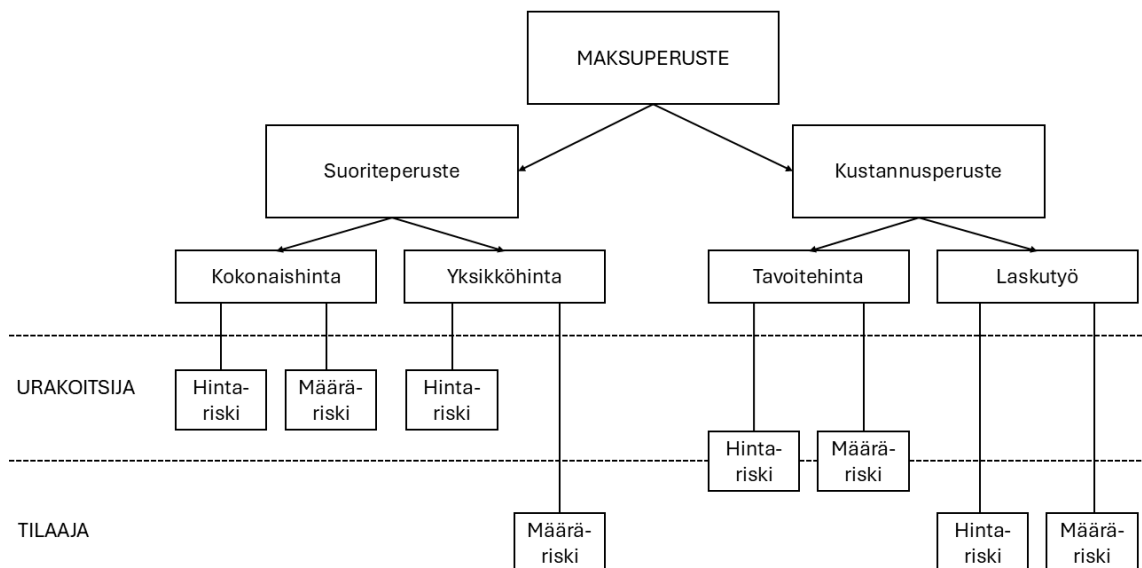 MAKSUPERUSTE
Suoriteperuste
Kustannusperuste
Kokonaishinta
Yksikköhinta
Tavoitehinta
Laskutyö
URAKOITSIJA
Hinta-
riski
Määrä-
riski
Hinta-
riski
Hinta-
riski
Määrä-
riski
TILAAJA
Määrä-
riski
Hinta-
riski
Määrä-
riski